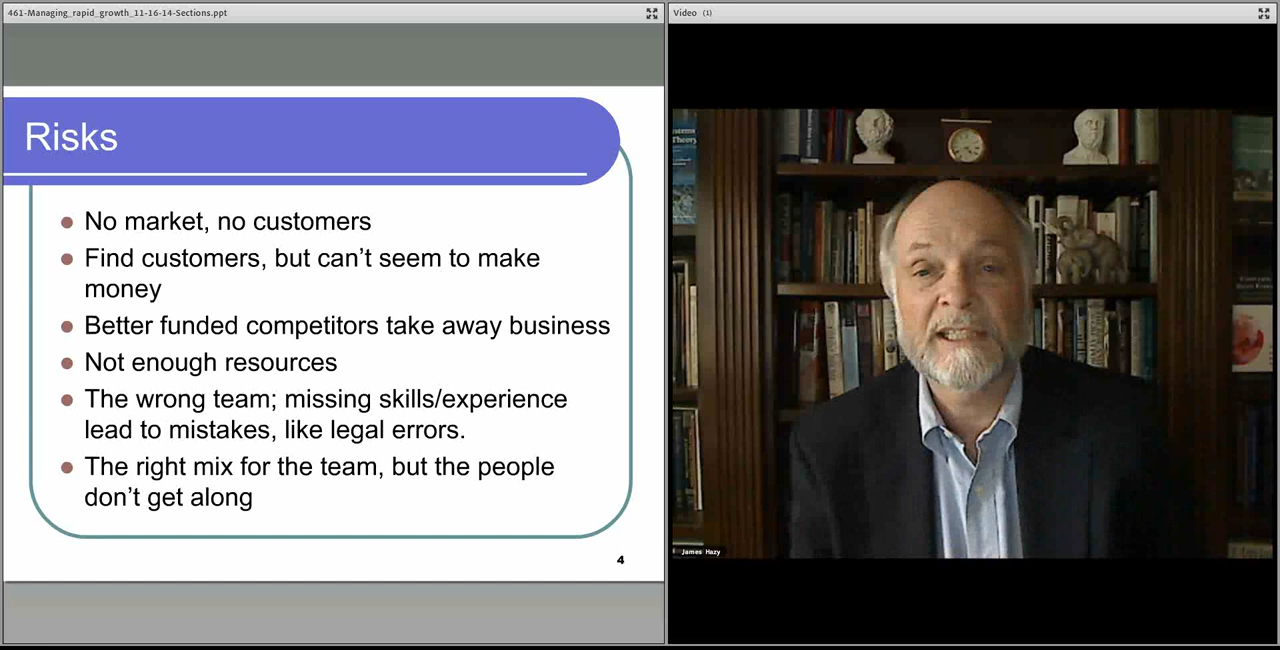 461-Managing_rapid_growth_11-16-14-Sections.ppt
Video (1)
Risks
No market, no customers
Find customers, but can't seem to make
money
Better funded competitors take away business
Not enough resources
The wrong team; missing skills/experience
lead to mistakes, like legal errors.
The right mix for the team, but the people
don't get along
4
Theory
James Hazy